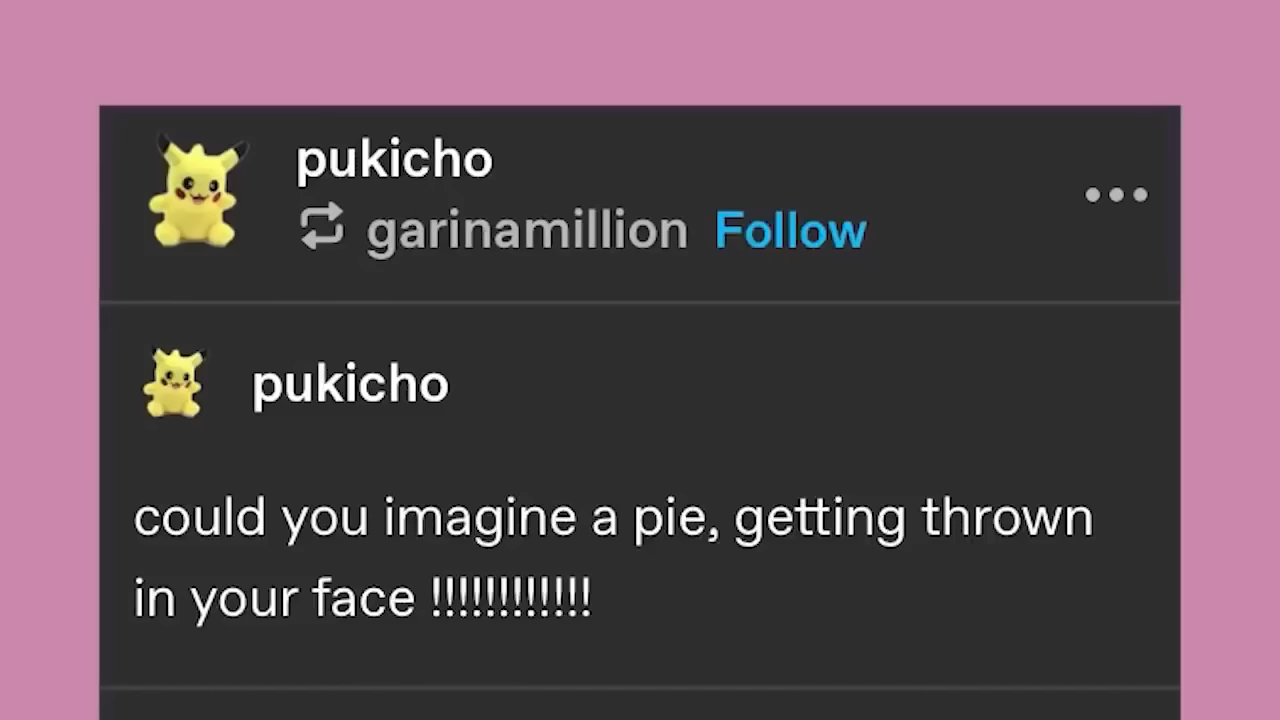 pukicho
garinamillion Follow
pukicho
could you imagine a pie, getting thrown
in your face !!!!!!!!!!!!